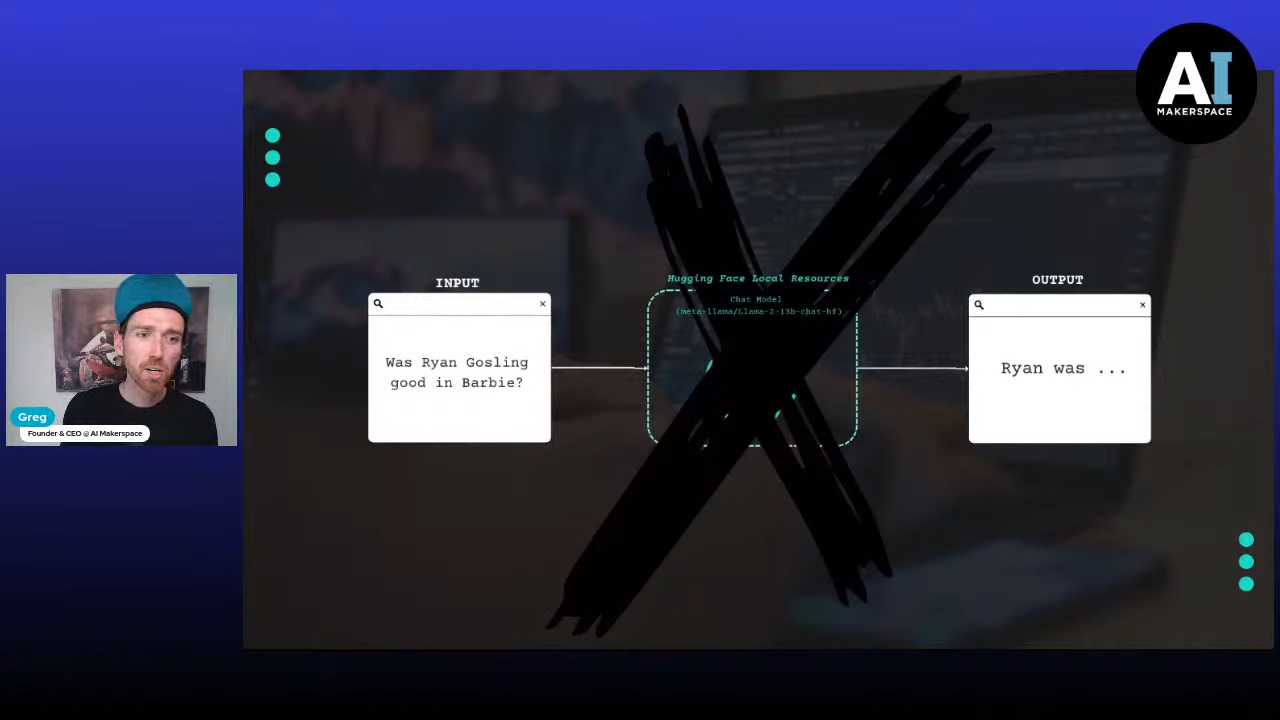 AI
MAKERSPACE
INPUT
Was Ryan Gosling
good in Barbie?
Hugging Face Local Resources
Chat Model
(meta-llama/Llama-2-13b-chat-hf)
OUTPUT
Ryan was ...
Greg
Founder & CEO @ AI Makerspace